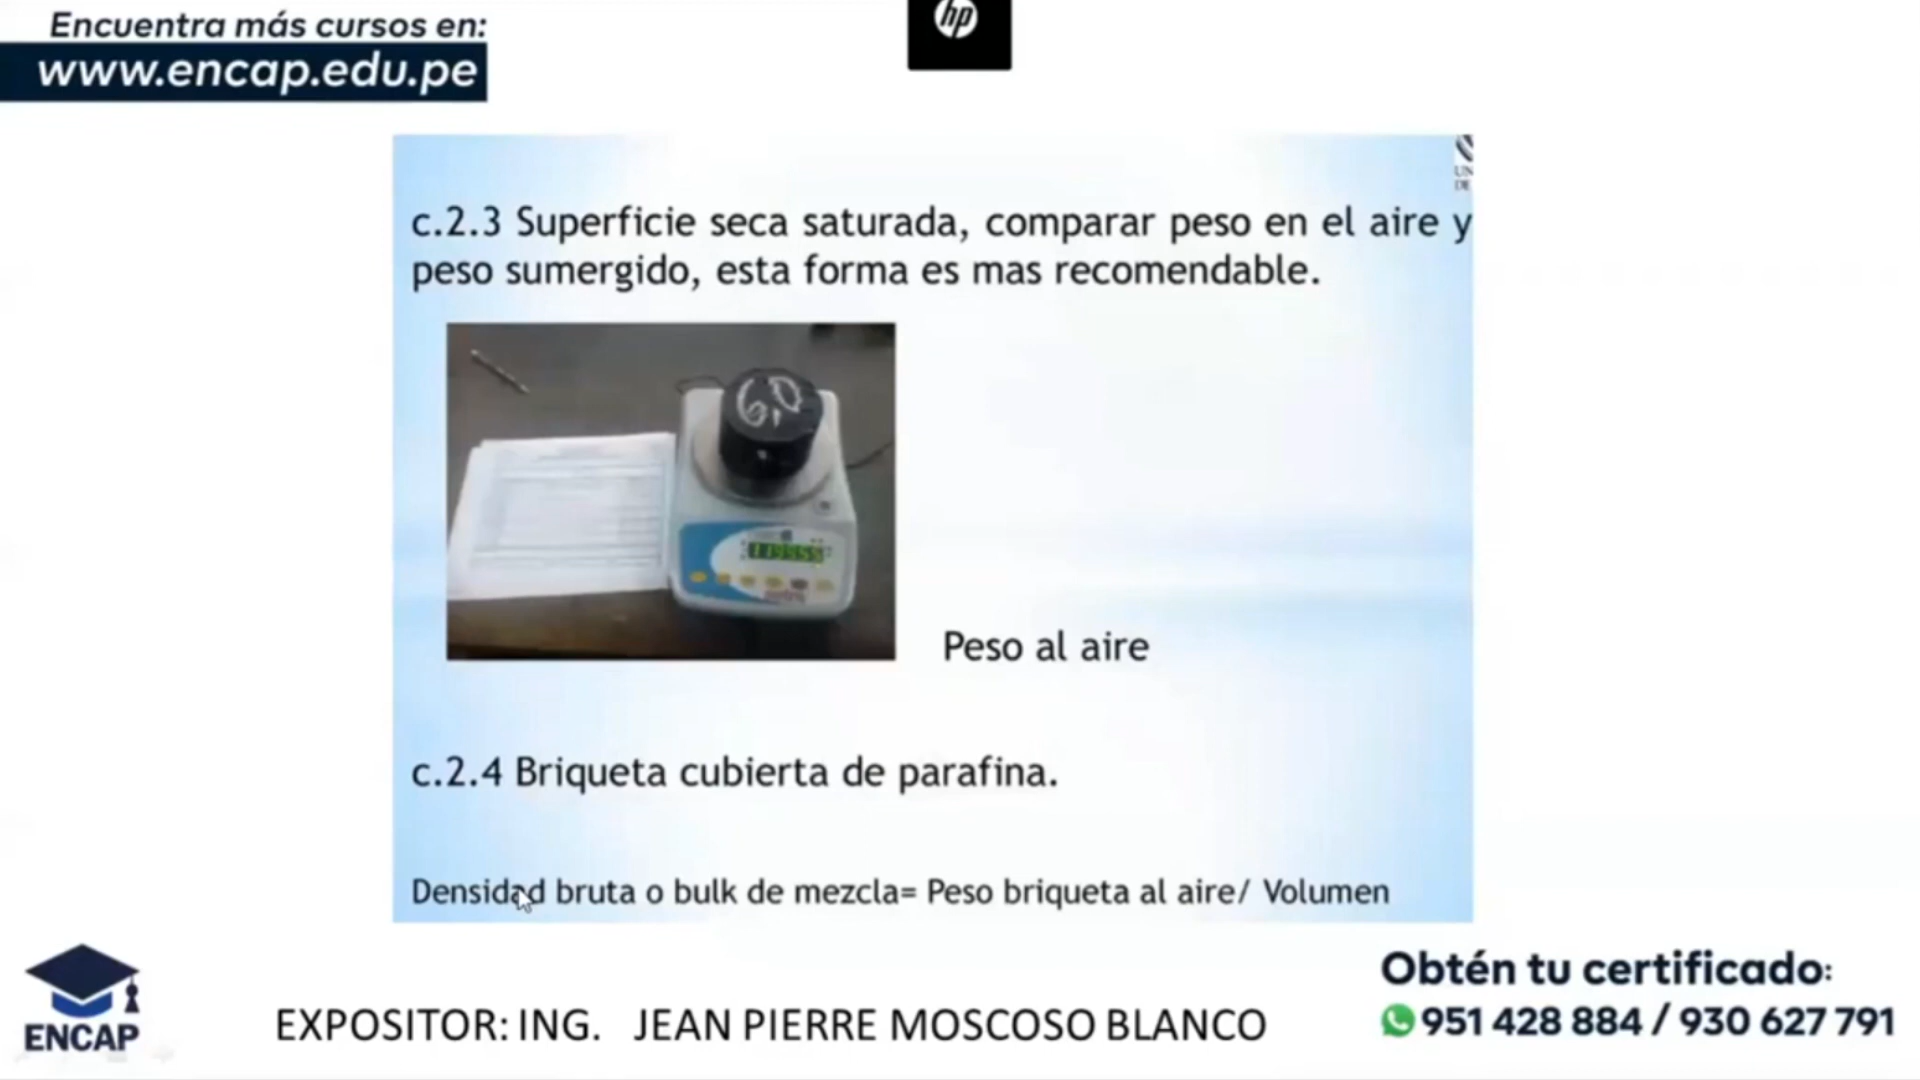 Encuentra más cursos en:
www.encap.edu.pe
hp
UN
DE
c.2.3 Superficie seca saturada, comparar peso en el aire y
peso sumergido, esta forma es mas recomendable.
6.0
Peso al aire
c.2.4 Briqueta cubierta de parafina.
Densidad bruta o bulk de mezcla= Peso briqueta al aire/ Volumen
ENCAP
EXPOSITOR: ING. JEAN PIERRE MOSCOSO BLANCO
Obtén tu certificado:
951 428 884 / 930 627 791